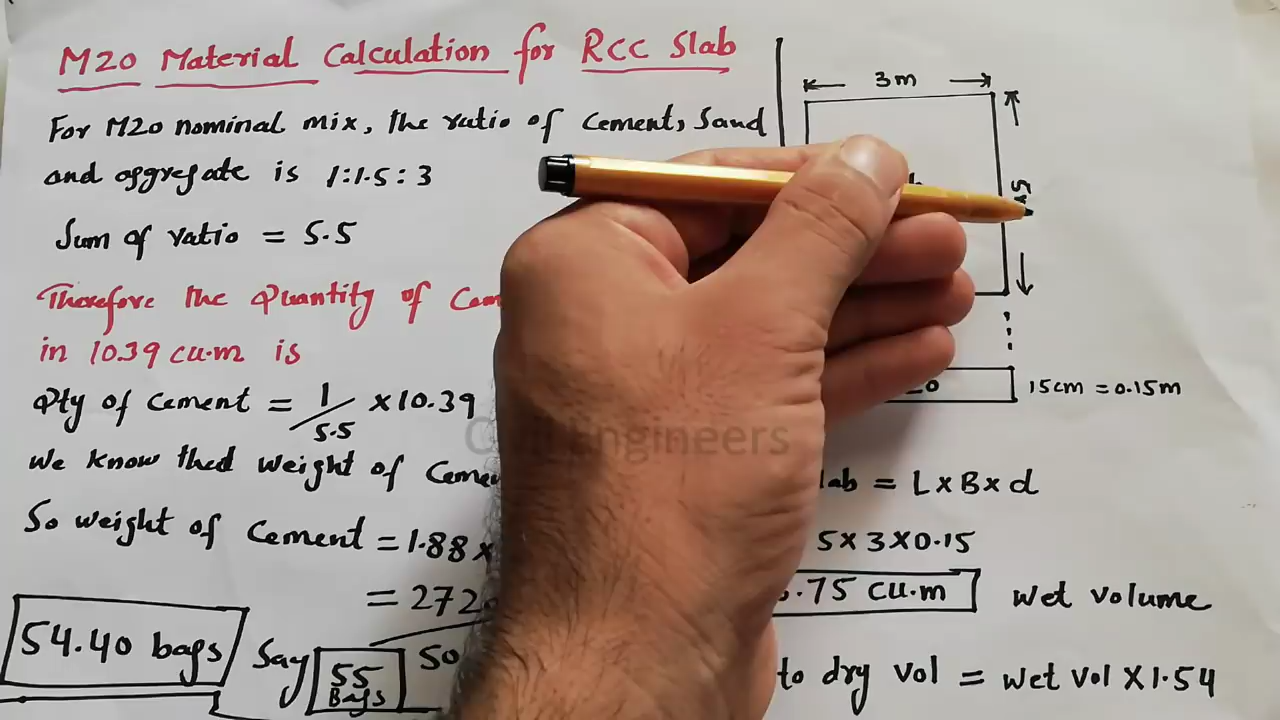 M20 Material Calculation for RCC Slab
For M20 nominal mix, the ratio of cement, Sand
and aggregate is 1:1.5:3
Sum of ratio = 5.5
Therefore the Quantity of
in 10.39 cu.m is
Qty of cement = 1/5.5 x 10.39
We know that weight of
So weight of Cement = 1.88 x
= 272
54.40 bags
Say 55 Bags
50
3m
15cm = 0.15m
= L x B x d
5 x 3 x 0.15
.75 cu.m wet volume
to dry vol = wet vol x 1.54
Civil Engineers